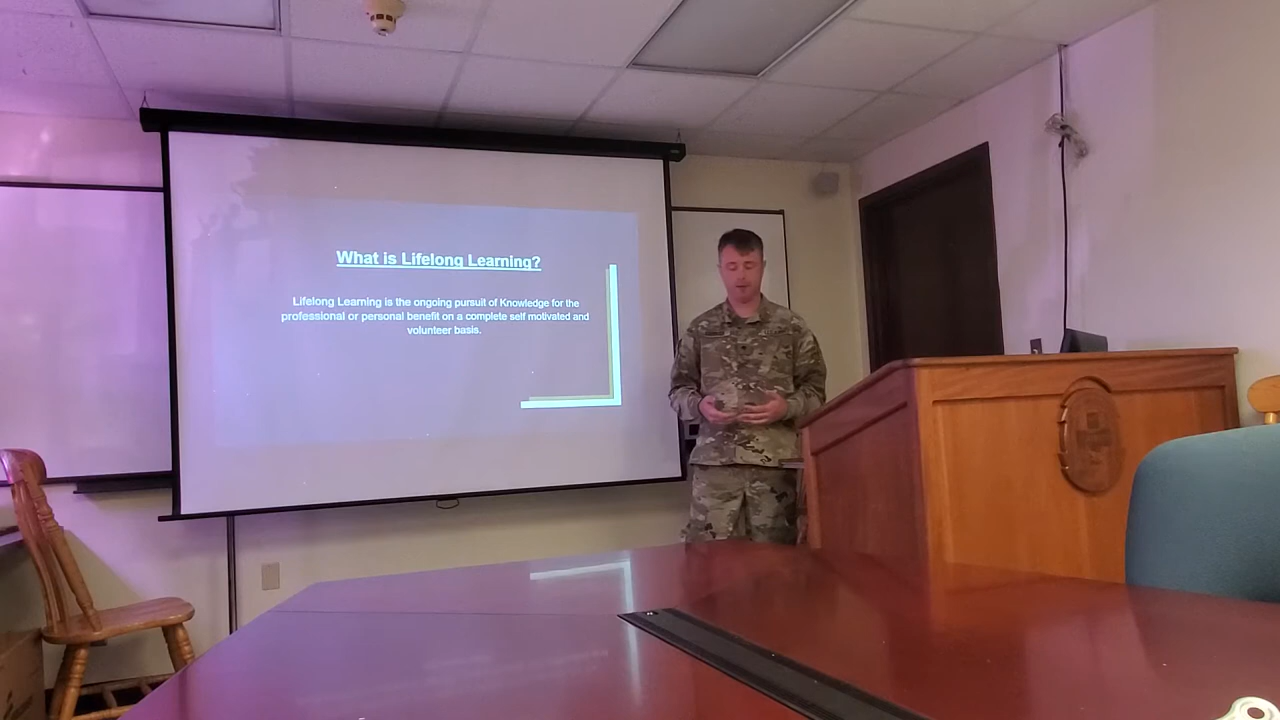 What is Lifelong Learning?
Lifelong Learning is the ongoing pursuit of Knowledge for the
professional or personal benefit on a complete self motivated and
volunteer basis.